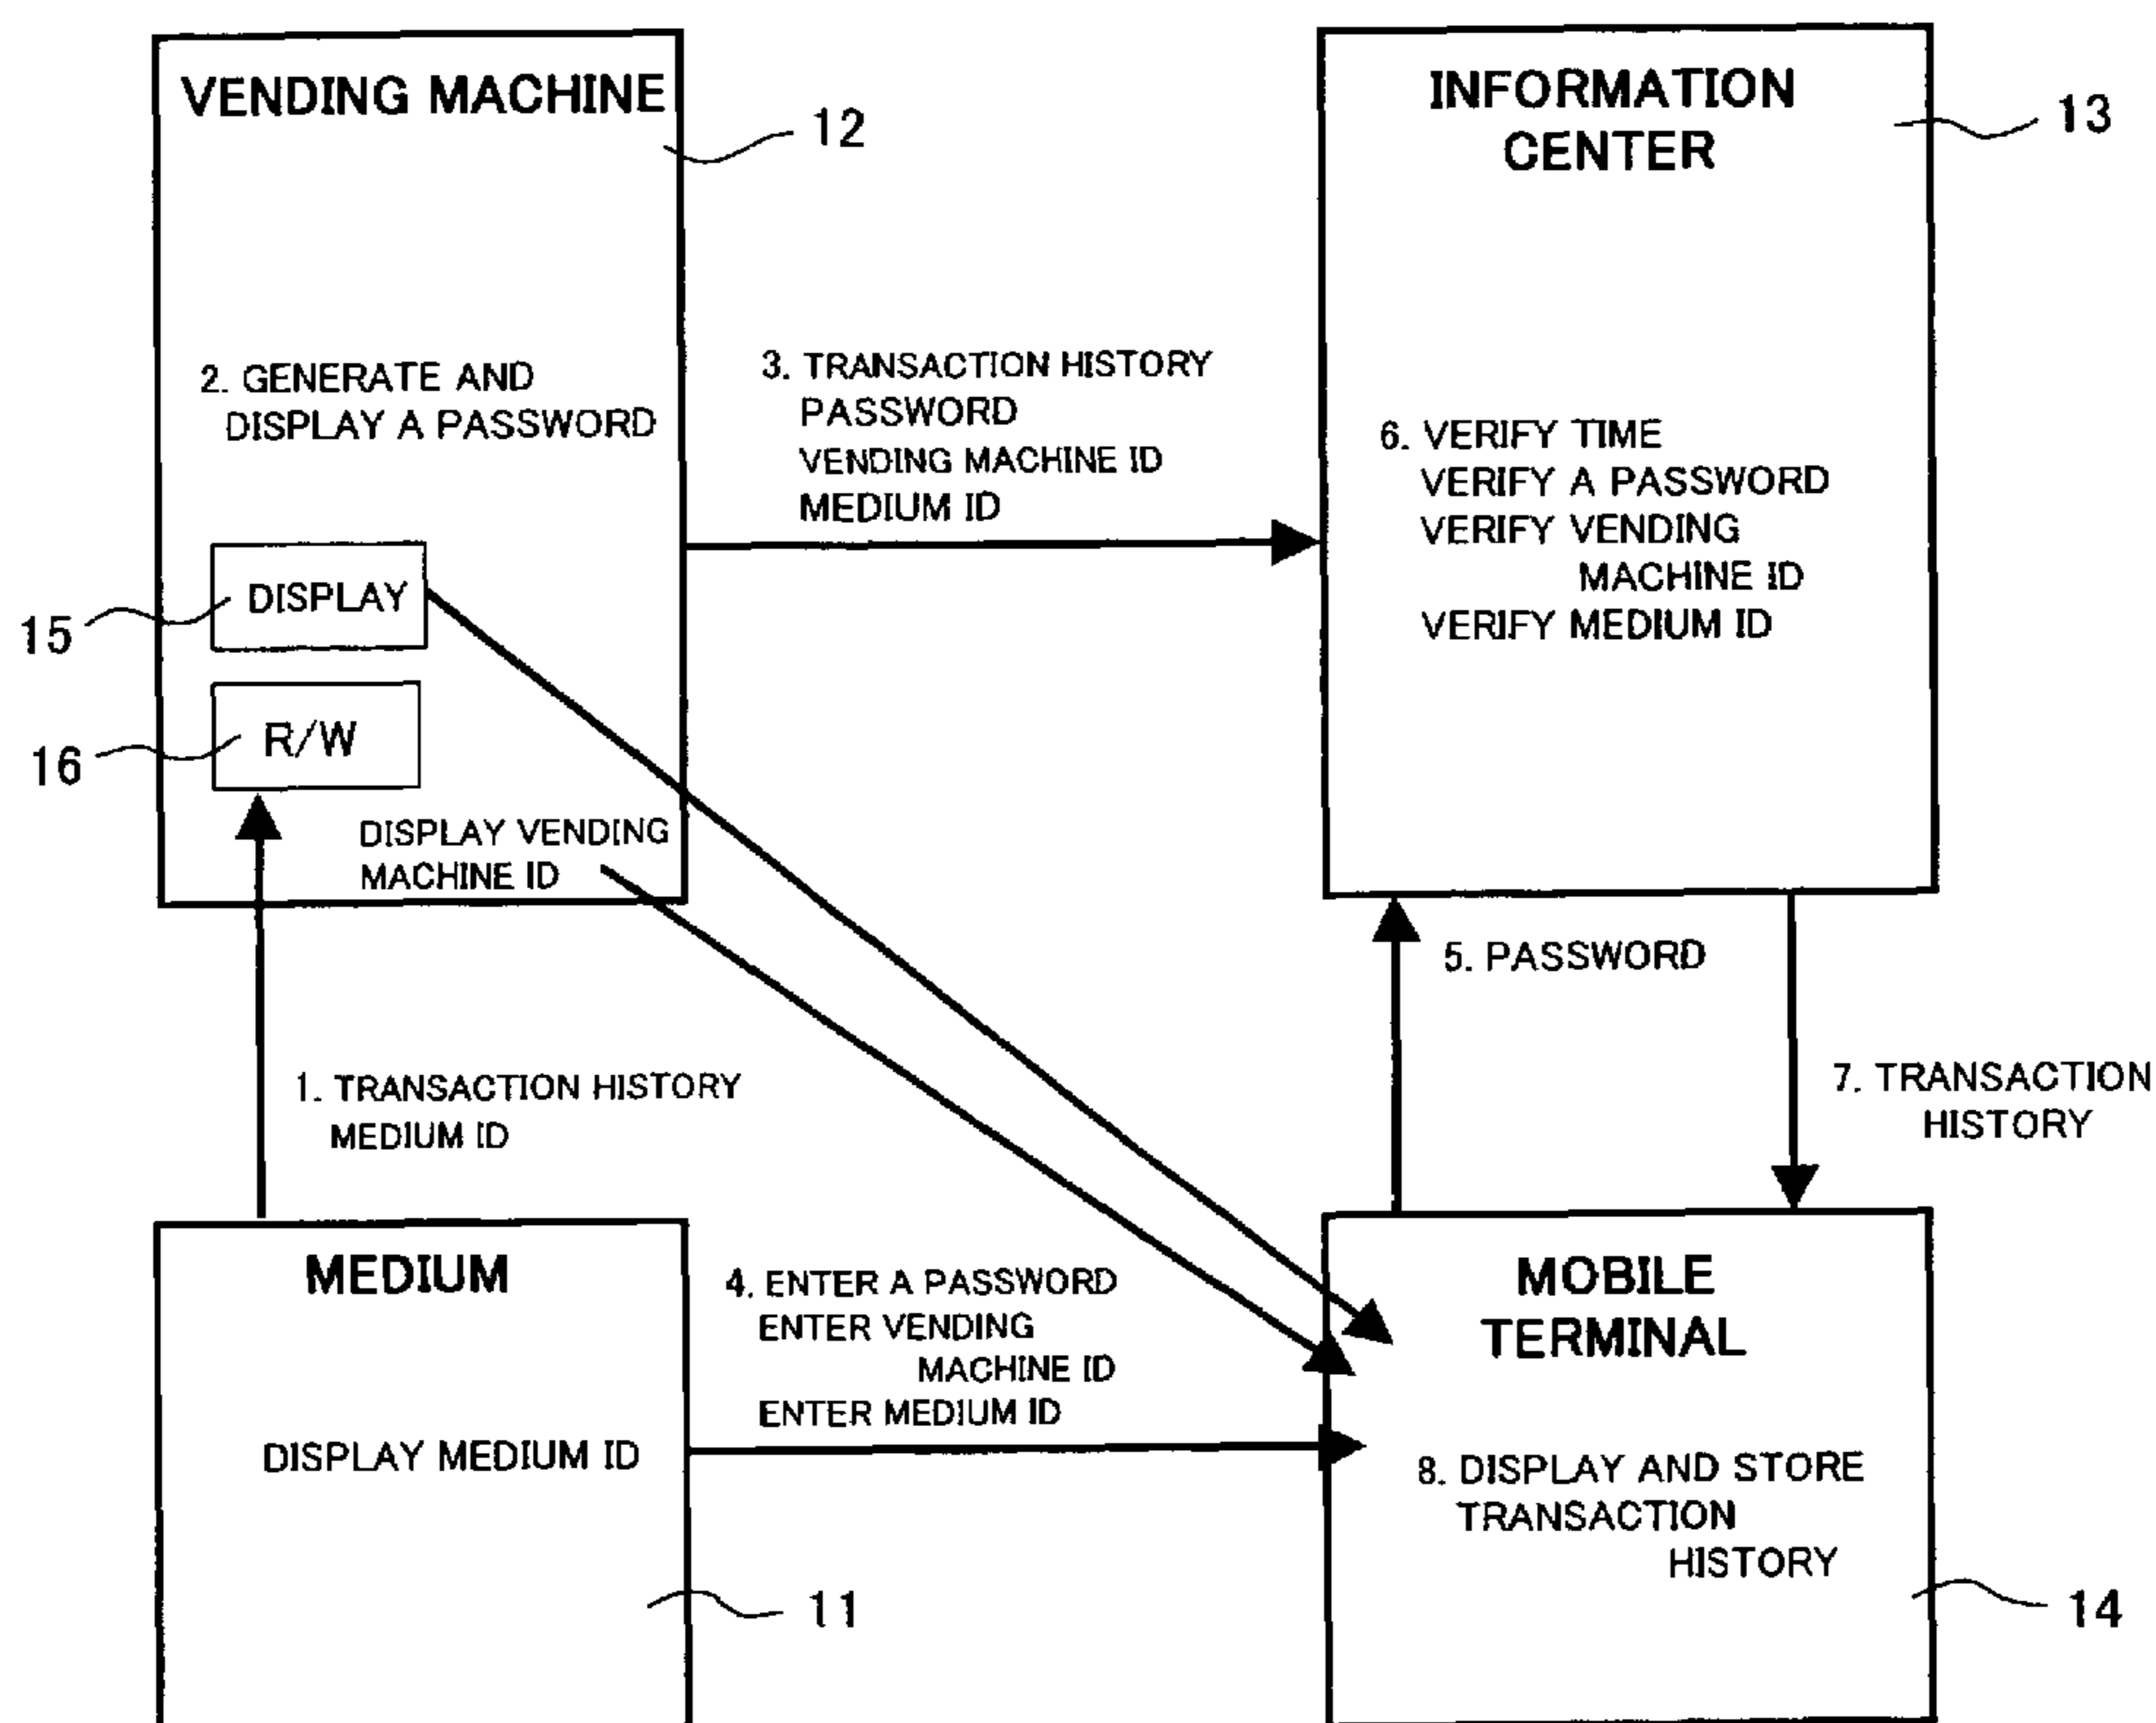 VENDING MACHINE
12
2. GENERATE AND
DISPLAY A PASSWORD
DISPLAY
15
R/W
16
DISPLAY VENDING
MACHINE ID
3. TRANSACTION HISTORY
PASSWORD
VENDING MACHINE ID
MEDIUM ID
INFORMATION
CENTER
13
6. VERIFY TIME
VERIFY A PASSWORD
VERIFY VENDING
MACHINE ID
VERIFY MEDIUM ID
1. TRANSACTION HISTORY
MEDIUM ID
5. PASSWORD
7. TRANSACTION
HISTORY
MEDIUM
DISPLAY MEDIUM ID
11
4. ENTER A PASSWORD
ENTER VENDING
MACHINE ID
ENTER MEDIUM ID
MOBILE
TERMINAL
8. DISPLAY AND STORE
TRANSACTION
HISTORY
14